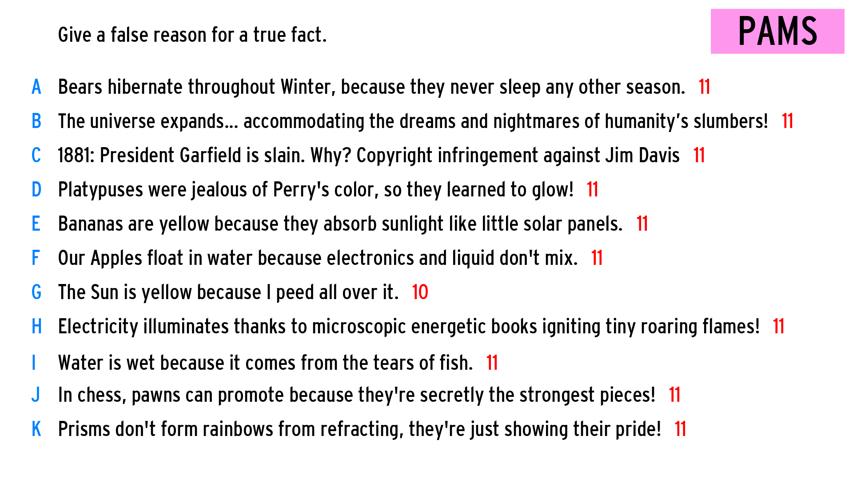 Give a false reason for a true fact.
PAMS
A Bears hibernate throughout Winter, because they never sleep any other season. 11
B The universe expands... accommodating the dreams and nightmares of humanity's slumbers! 11
C 1881: President Garfield is slain. Why? Copyright infringement against Jim Davis 11
D Platypuses were jealous of Perry's color, so they learned to glow! 11
E Bananas are yellow because they absorb sunlight like little solar panels. 11
F Our Apples float in water because electronics and liquid don't mix. 11
G The Sun is yellow because I peed all over it. 10
H Electricity illuminates thanks to microscopic energetic books igniting tiny roaring flames! 11
I Water is wet because it comes from the tears of fish. 11
J In chess, pawns can promote because they're secretly the strongest pieces! 11
K Prisms don't form rainbows from refracting, they're just showing their pride! 11